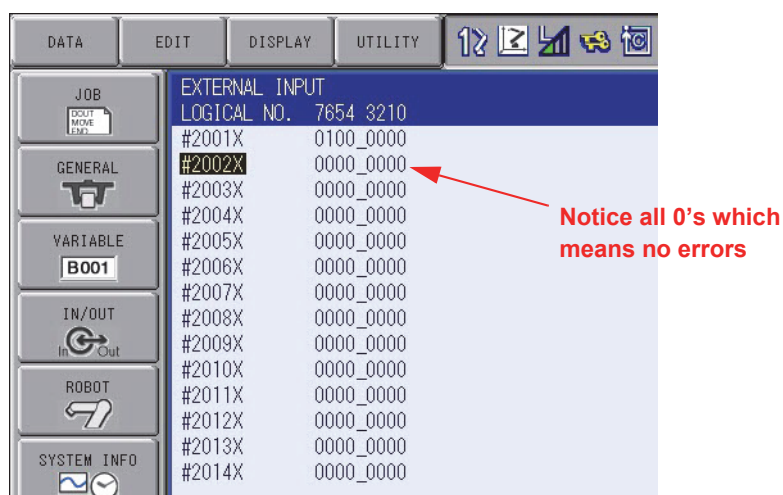 DATA EDIT DISPLAY UTILITY
JOB
DOUT
MOVE
END
GENERAL
VARIABLE
B001
IN/OUT
In Out
ROBOT
SYSTEM INFO
EXTERNAL INPUT
LOGICAL NO. 7654 3210
#2001X 0100_0000
#2002X 0000_0000
#2003X 0000_0000
#2004X 0000_0000
#2005X 0000_0000
#2006X 0000_0000
#2007X 0000_0000
#2008X 0000_0000
#2009X 0000_0000
#2010X 0000_0000
#2011X 0000_0000
#2012X 0000_0000
#2013X 0000_0000
#2014X 0000_0000
Notice all 0's which
means no errors